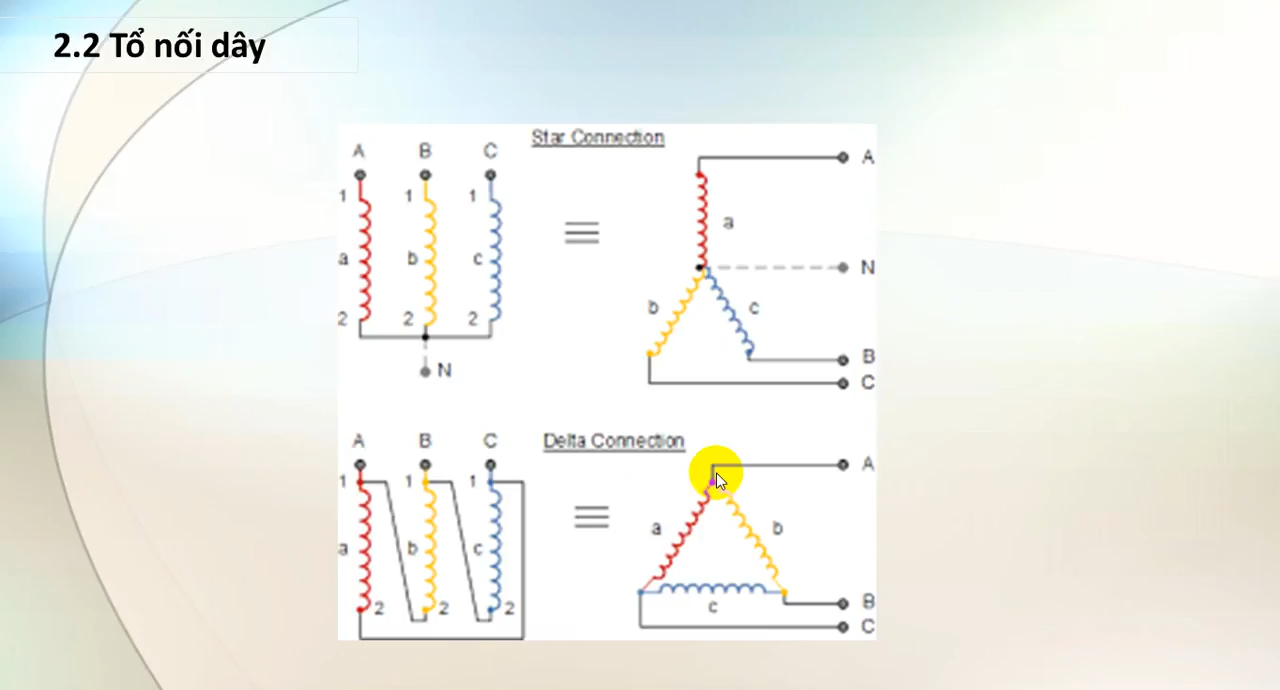 2.2 Tổ nối dây
Star Connection
A B C
1 1 1
a b c
2 2 2
N
A
a
N
b c
B
C
Delta Connection
A B C
1 1 1
a b c
2 2 2
A
a b
c
B
C